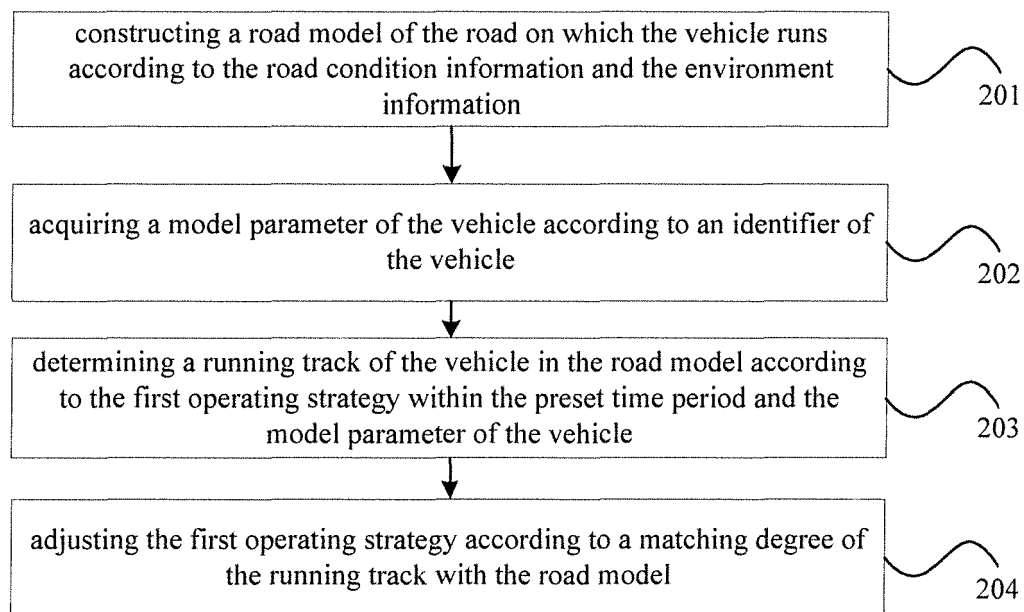 constructing a road model of the road on which the vehicle runs
according to the road condition information and the environment
information
201
acquiring a model parameter of the vehicle according to an identifier of
the vehicle
202
determining a running track of the vehicle in the road model according
to the first operating strategy within the preset time period and the
model parameter of the vehicle
203
adjusting the first operating strategy according to a matching degree of
the running track with the road model
204